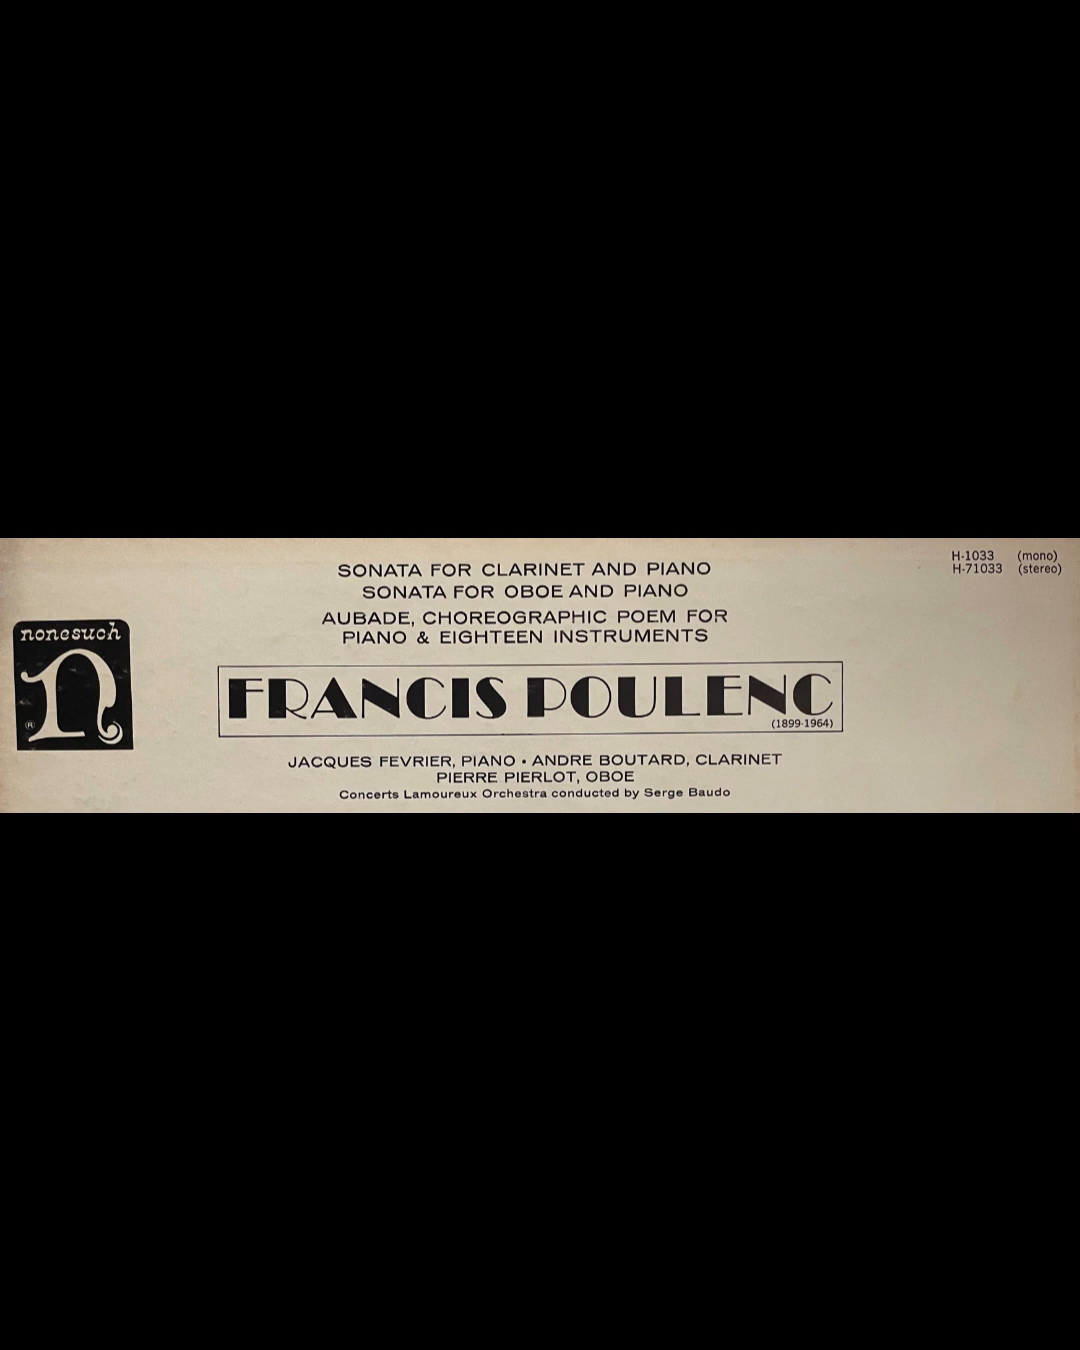 H-1033 (mono)
H-71033 (stereo)
SONATA FOR CLARINET AND PIANO
SONATA FOR OBOE AND PIANO
AUBADE, CHOREOGRAPHIC POEM FOR
PIANO & EIGHTEEN INSTRUMENTS
nonesuch
n
®
FRANCIS POULENC
(1899-1964)
JACQUES FEVRIER, PIANO • ANDRE BOUTARD, CLARINET
PIERRE PIERLOT, OBOE
Concerts Lamoureux Orchestra conducted by Serge Baudo